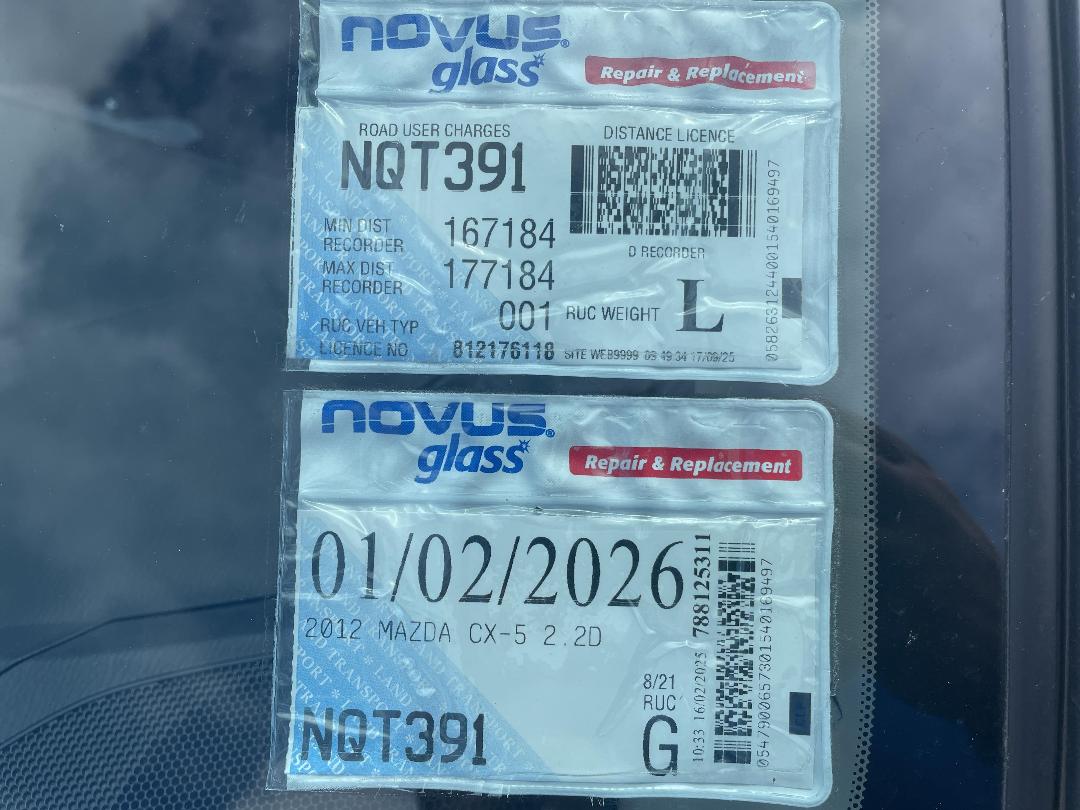 novus®
glass
Repair & Replacement
ROAD USER CHARGES
NQT391
DISTANCE LICENCE
MIN DIST
RECORDER
167184
D RECORDER
MAX DIST
RECORDER
177184
RUC VEH TYP
001
RUC WEIGHT L
LICENCE NO
812176118
SITE WEB9999 09 49 34 17/09/25
novus®
glass
Repair & Replacement
01/02/2026
2012 MAZDA CX-5 2.2D
8/21
RUC
G
NQT391
10:33 16/02/2025 788125311